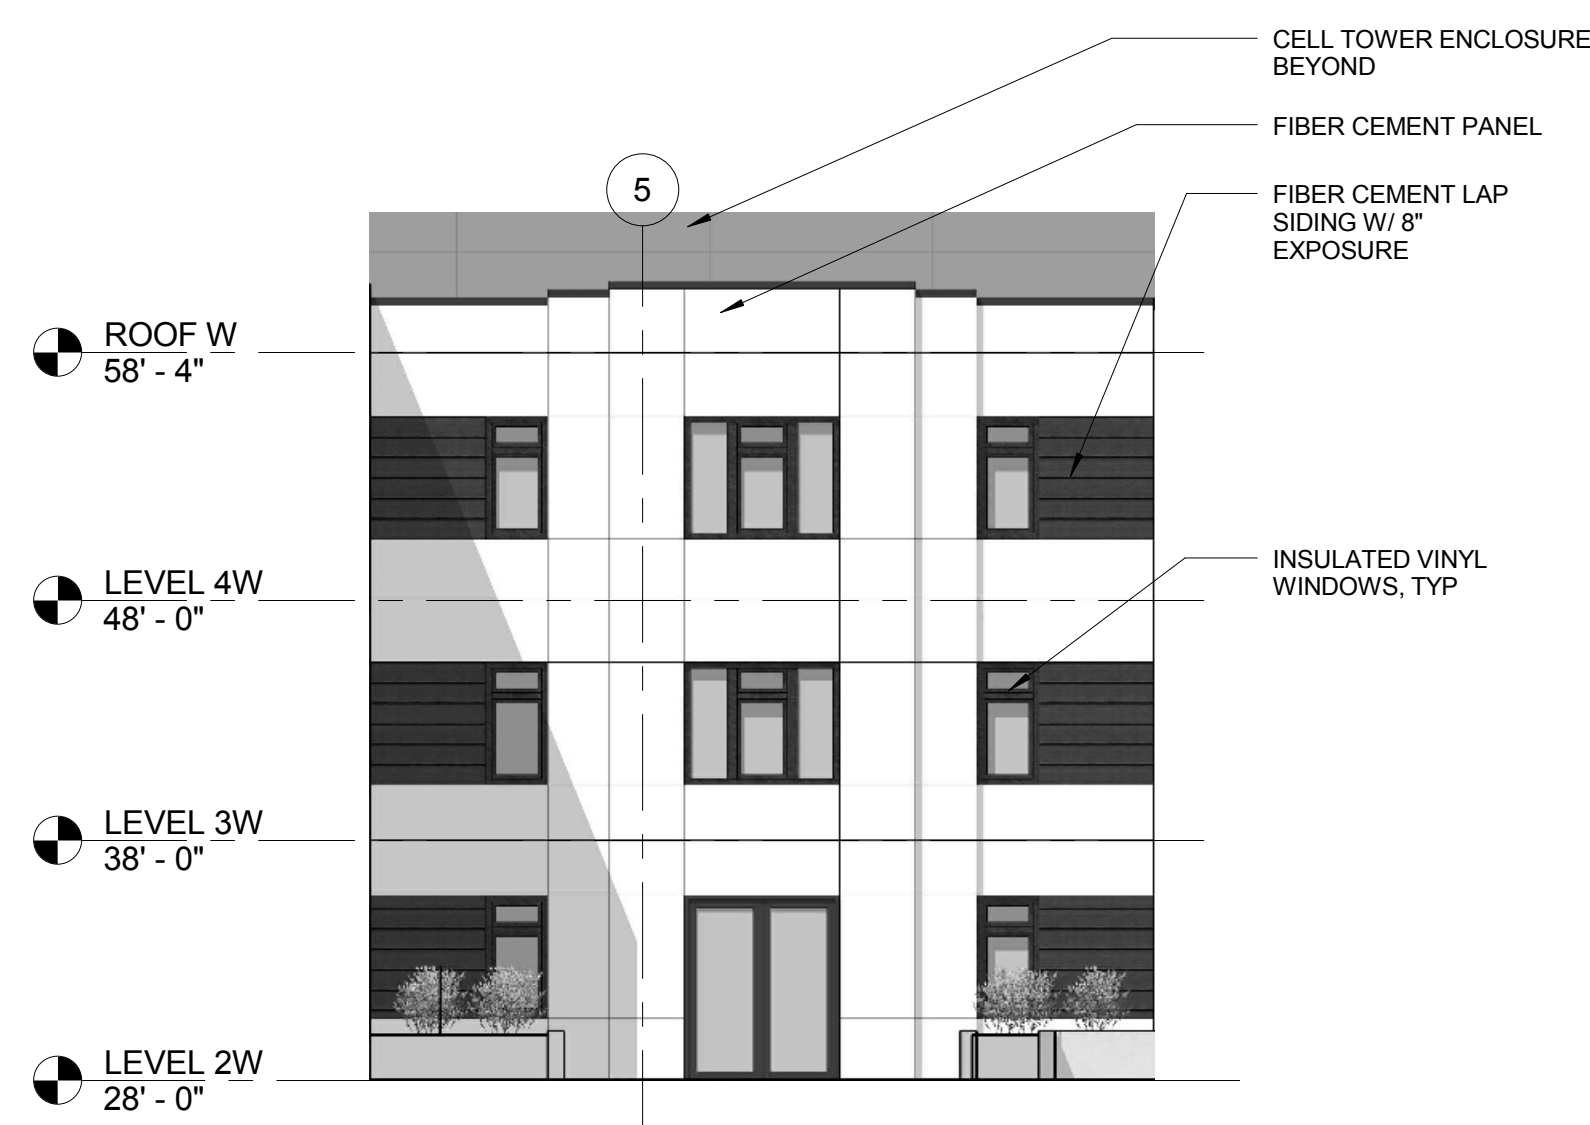 CELL TOWER ENCLOSURE
BEYOND
FIBER CEMENT PANEL
5
FIBER CEMENT LAP
SIDING W/ 8"
EXPOSURE
ROOF W
58' - 4"
INSULATED VINYL
WINDOWS, TYP
LEVEL 4W
48' - 0"
LEVEL 3W
38' - 0"
LEVEL 2W
28' - 0"